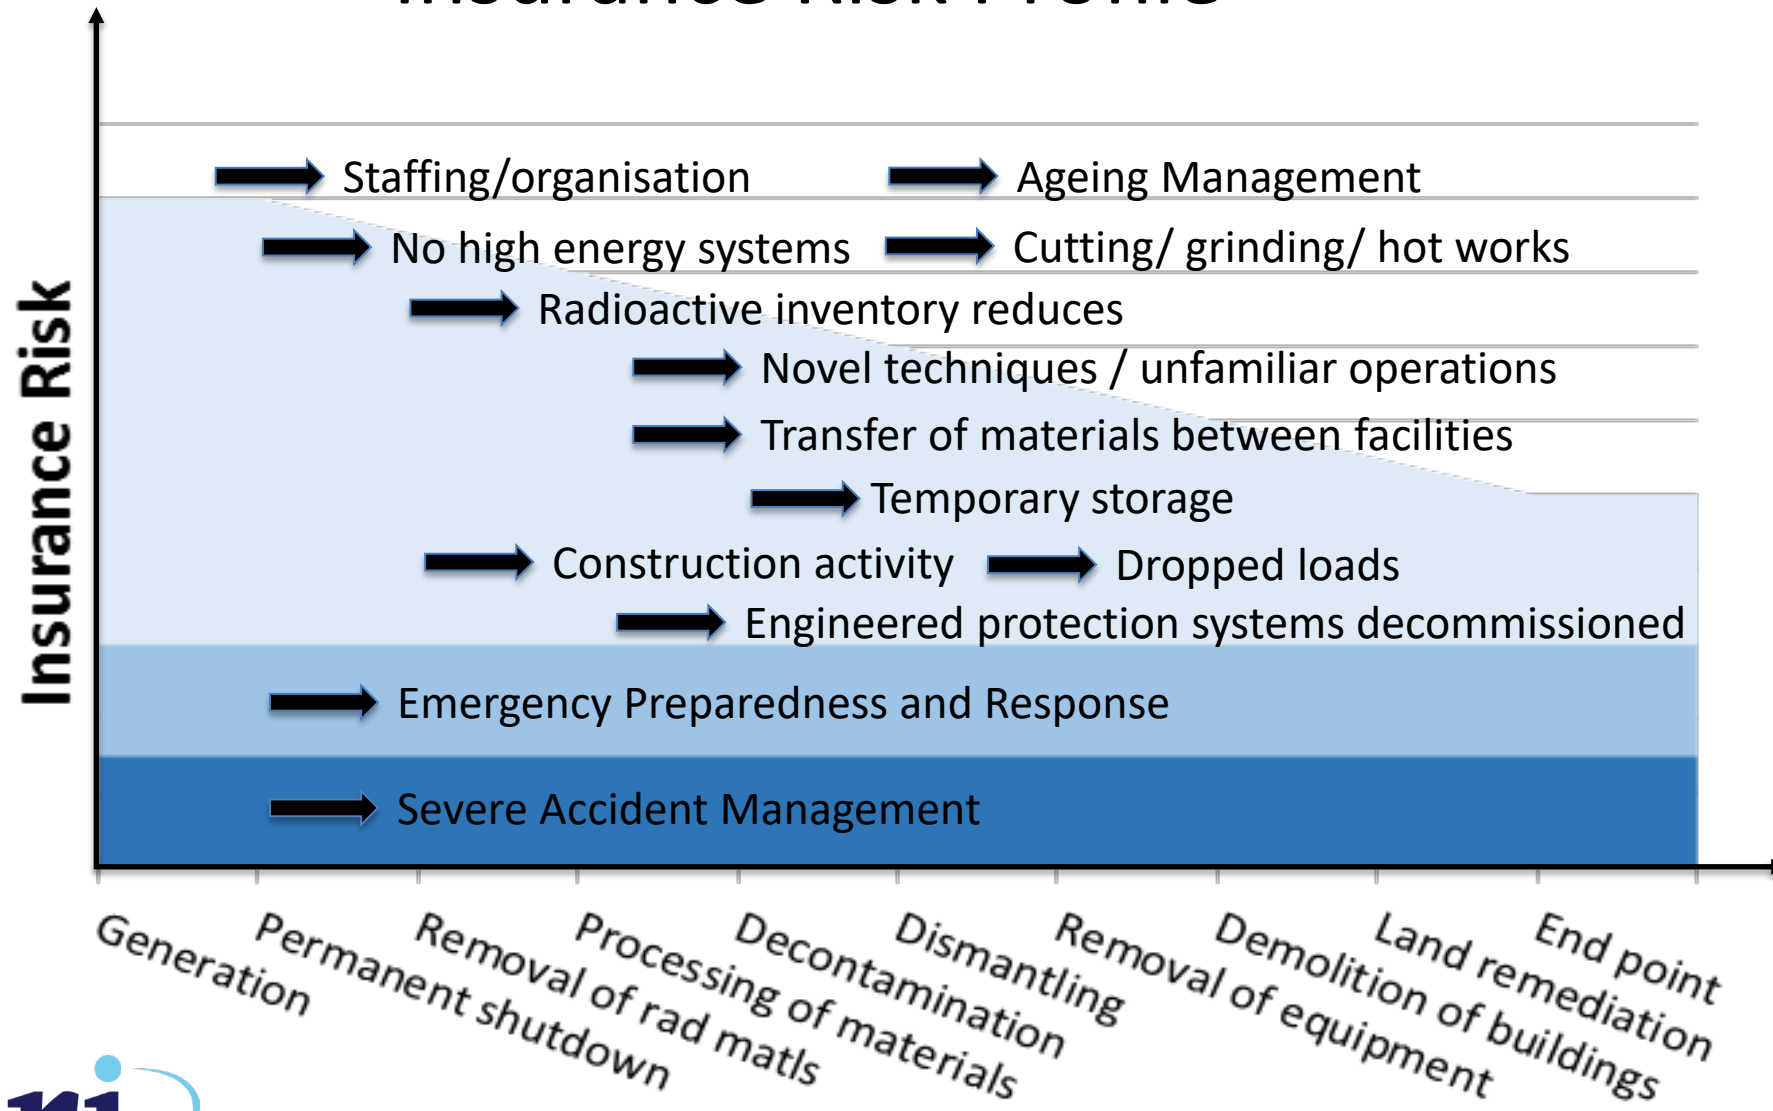 Insurance Risk Profile
Staffing/organisation
Ageing Management
No high energy systems
Cutting/ grinding/ hot works
Radioactive inventory reduces
Novel techniques / unfamiliar operations
Transfer of materials between facilities
Temporary storage
Construction activity
Dropped loads
Engineered protection systems decommissioned
Emergency Preparedness and Response
Severe Accident Management
Insurance Risk
Generation
Permanent shutdown
Removal of rad matls
Processing of materials
Decontamination
Dismantling
Removal of equipment
Demolition of buildings
Land remediation
End point